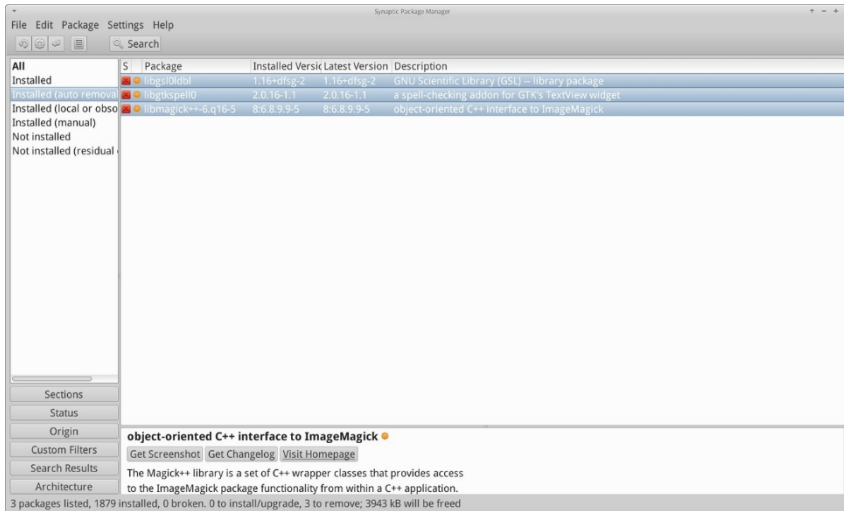 Synaptic Package Manager
File Edit Package Settings Help
Search
All
Installed
Installed (auto remova
Installed (local or obso
Installed (manual)
Not installed
Not installed (residual
S Package Installed Versic Latest Version Description
libgsl0ldbl 1.16+dfsg-2 1.16+dfsg-2 GNU Scientific Library (GSL) -- library package
libgtkspell0 2.0.16-1.1 2.0.16-1.1 a spell-checking addon for GTK's TextView widget
libmagick++-6.q16-5 8:6.8.9.9-5 8:6.8.9.9-5 object-oriented C++ interface to ImageMagick
Sections
Status
Origin
Custom Filters
Search Results
Architecture
object-oriented C++ interface to ImageMagick
Get Screenshot Get Changelog Visit Homepage
The Magick++ library is a set of C++ wrapper classes that provides access
to the ImageMagick package functionality from within a C++ application.
3 packages listed, 1879 installed, 0 broken. 0 to install/upgrade, 3 to remove; 3943 kB will be freed